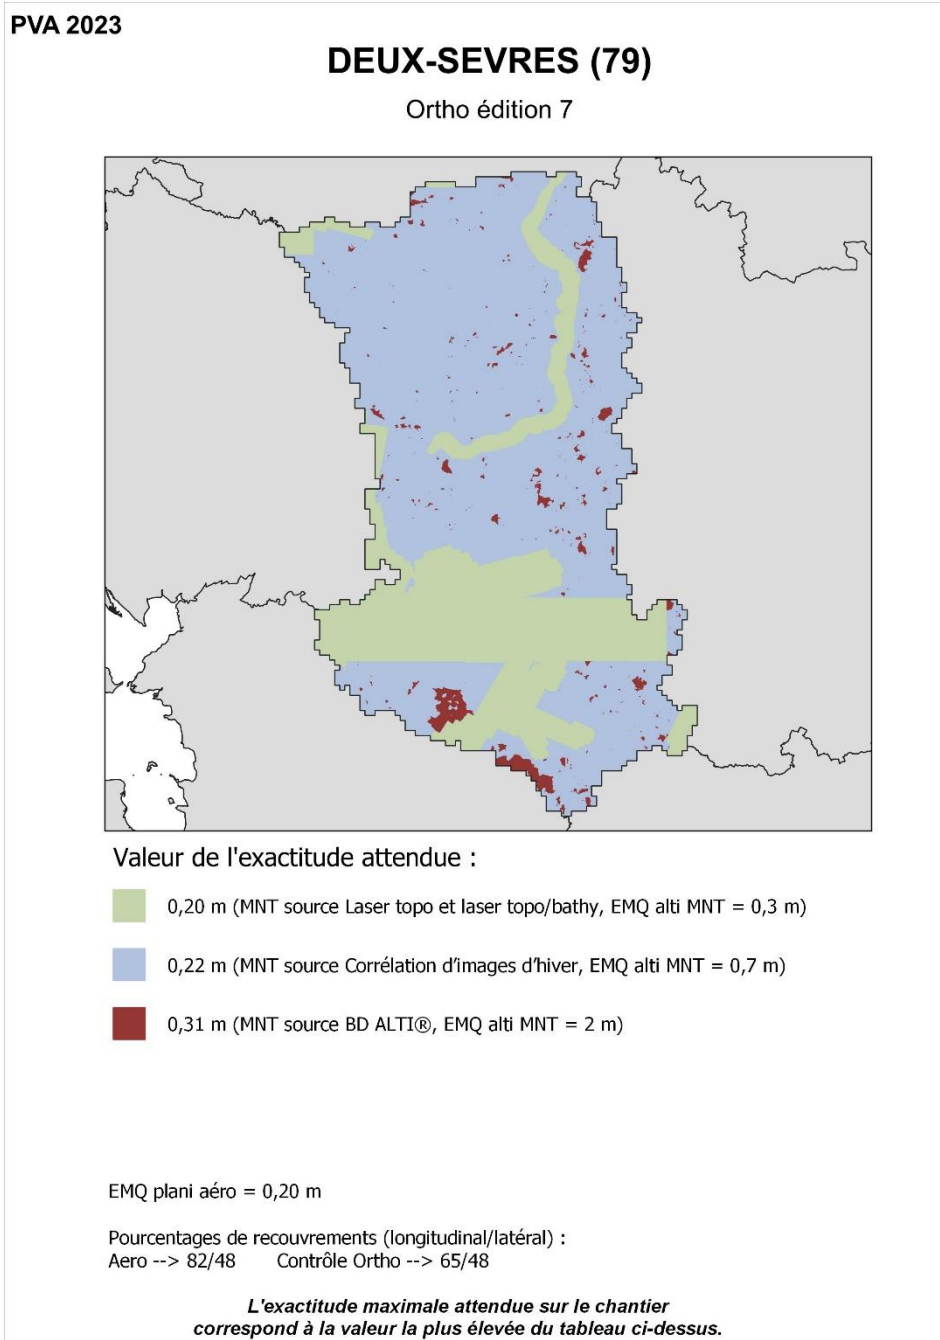 PVA 2023
DEUX-SEVRES (79)
Ortho édition 7
Valeur de l'exactitude attendue :
0,20 m (MNT source Laser topo et laser topo/bathy, EMQ alti MNT = 0,3 m)
0,22 m (MNT source Corrélation d'images d'hiver, EMQ alti MNT = 0,7 m)
0,31 m (MNT source BD ALTI®, EMQ alti MNT = 2 m)
EMQ plani aéro = 0,20 m
Pourcentages de recouvrements (longitudinal/latéral) :
Aero --> 82/48 Contrôle Ortho --> 65/48
L'exactitude maximale attendue sur le chantier
correspond à la valeur la plus élevée du tableau ci-dessus.